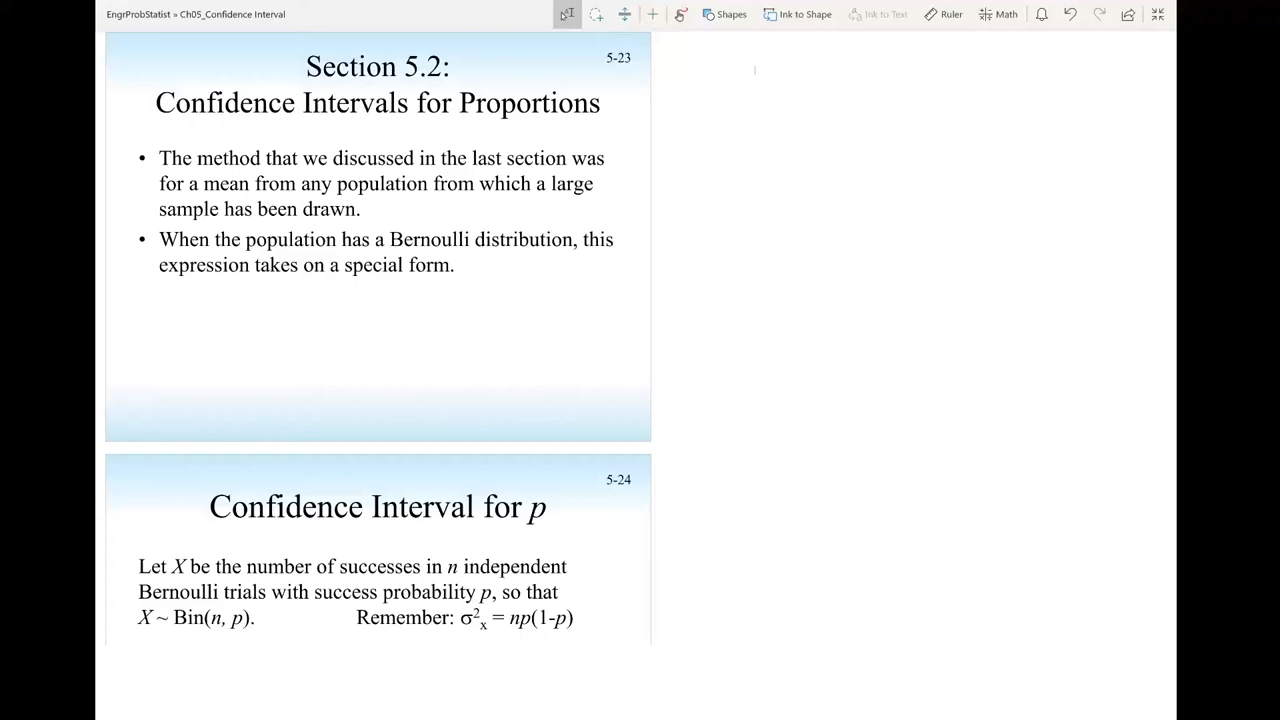 EngrProbStatist » Ch05_Confidence Interval
Shapes
Ink to Shape
Ink to Text
Ruler
Math
5-23
Section 5.2:
Confidence Intervals for Proportions
• The method that we discussed in the last section was
for a mean from any population from which a large
sample has been drawn.
• When the population has a Bernoulli distribution, this
expression takes on a special form.
5-24
Confidence Interval for p
Let X be the number of successes in n independent
Bernoulli trials with success probability p, so that
X ~ Bin(n, p). Remember: σ²ₓ = np(1-p)